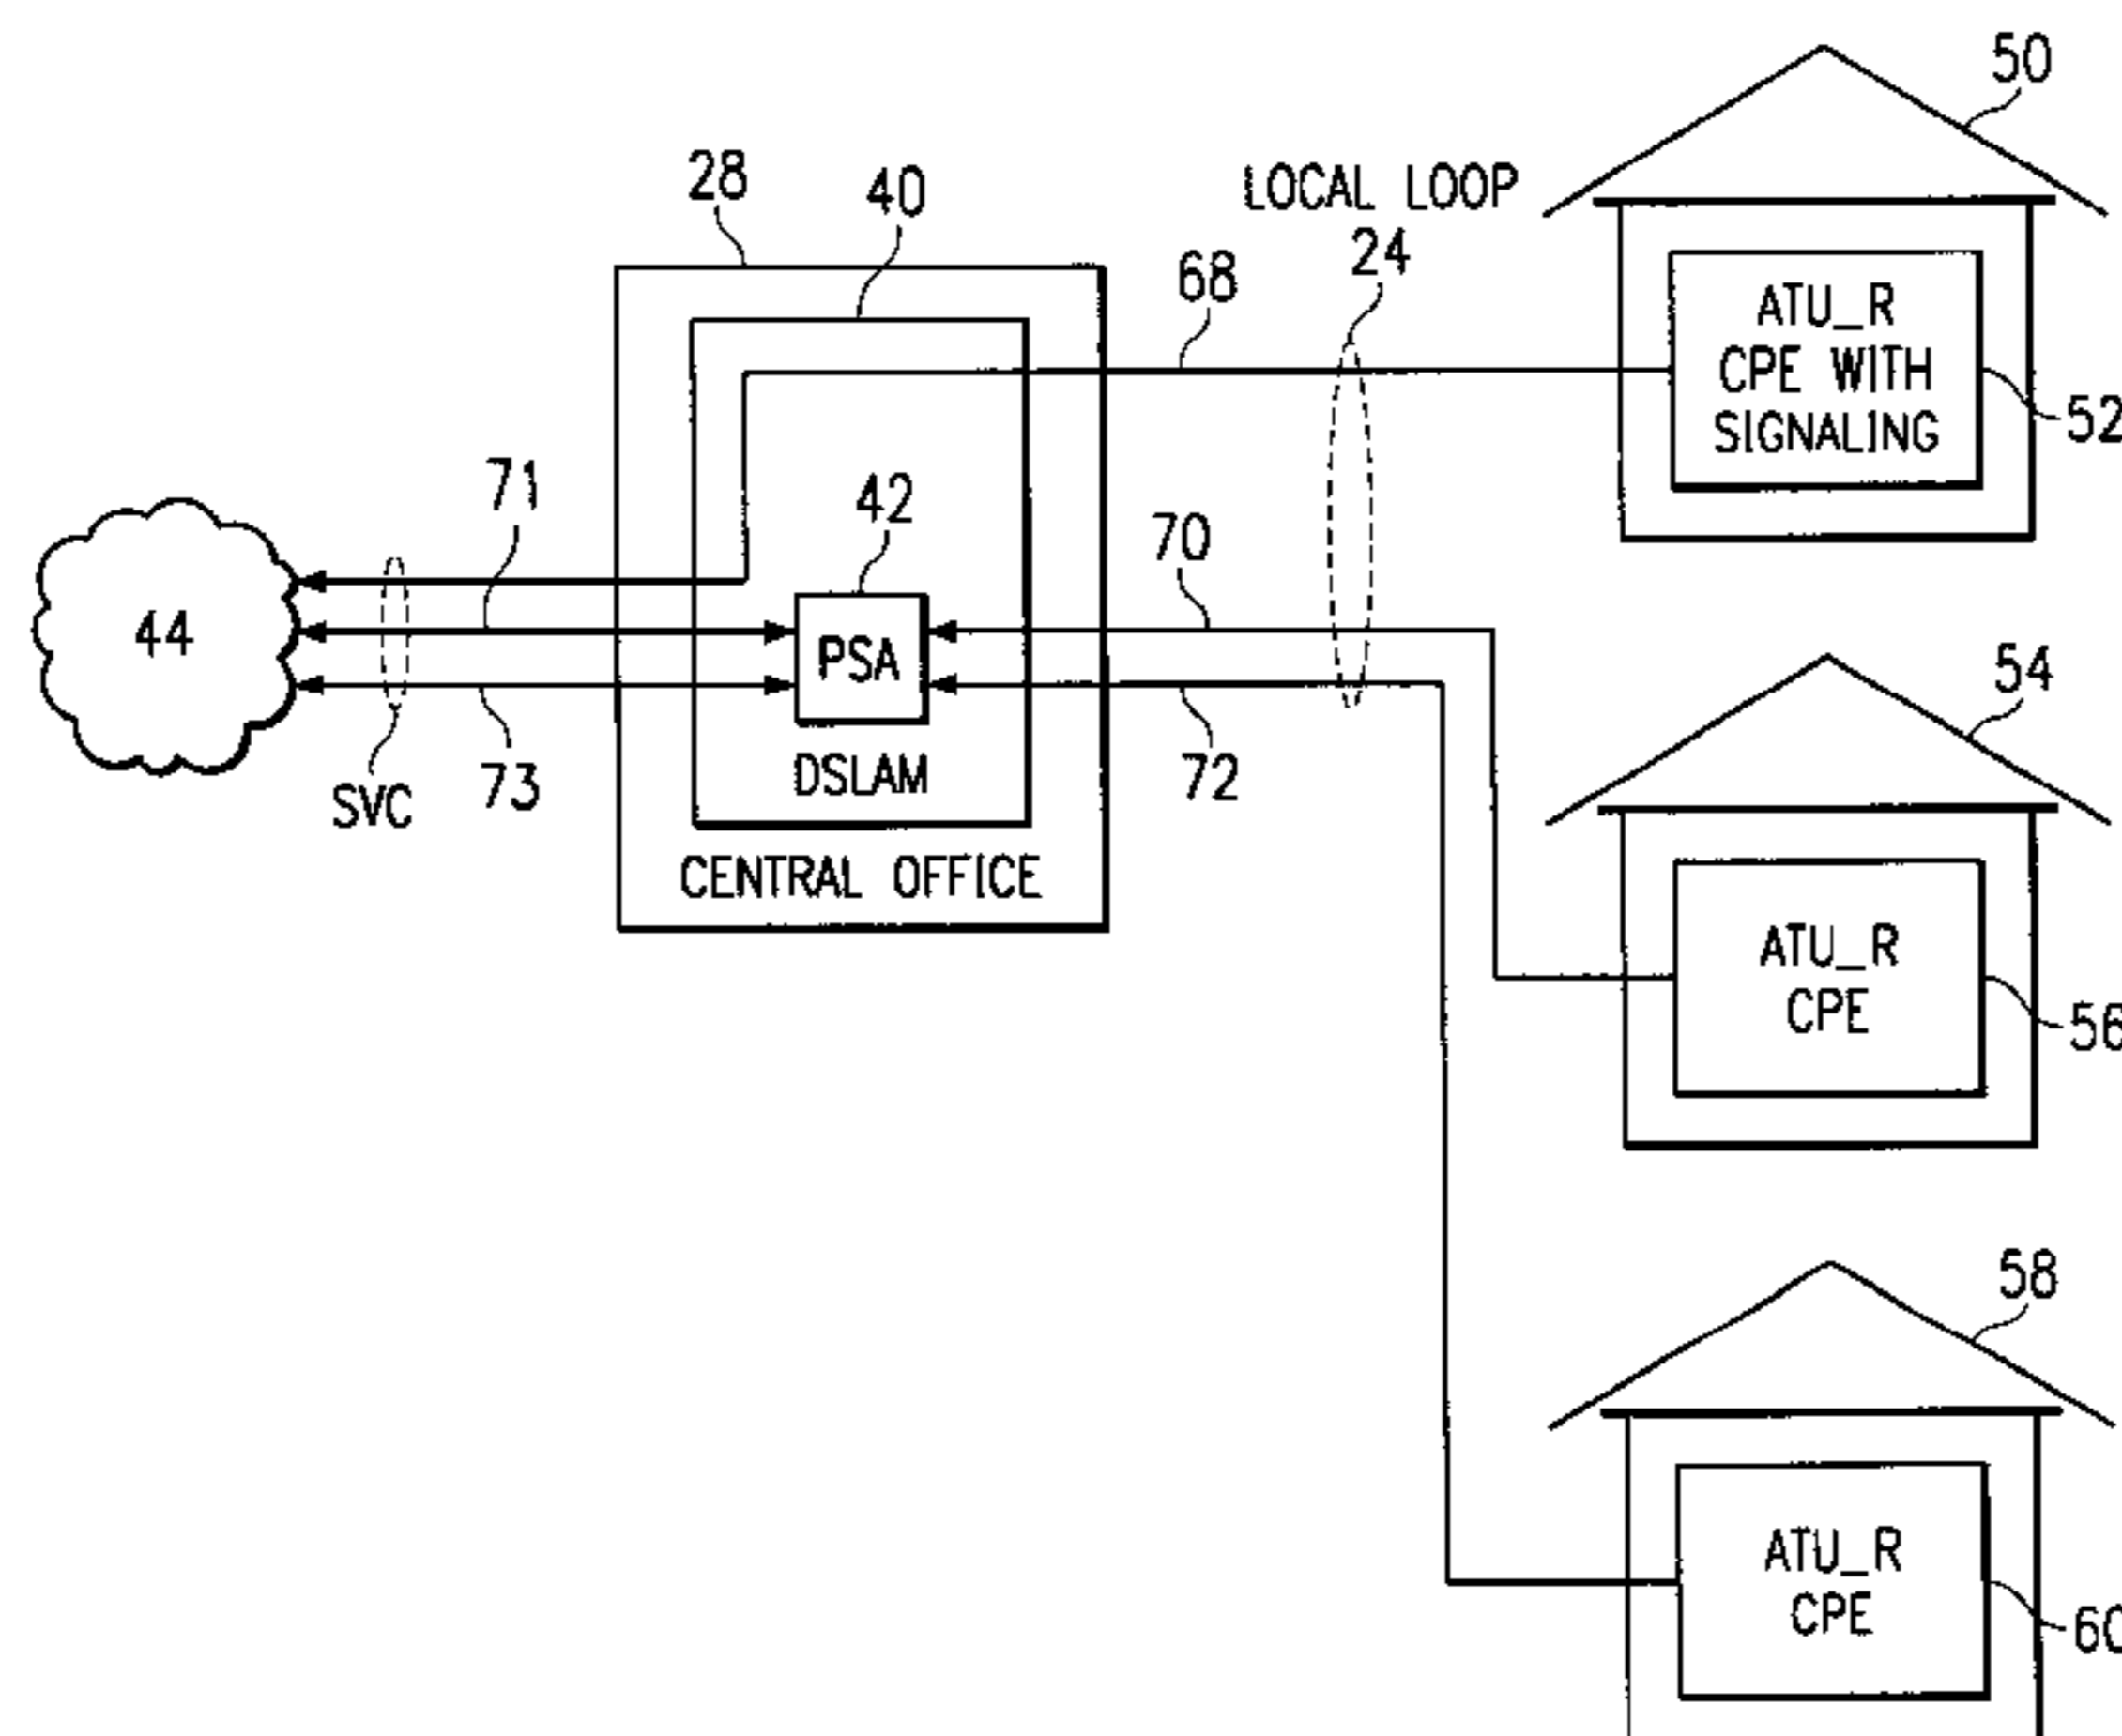 50
28
40
LOCAL LOOP
24
68
ATU_R
CPE WITH
SIGNALING
52
71
42
70
44
PSA
54
SVC
73
DSLAM
72
CENTRAL OFFICE
ATU_R
CPE
56
58
ATU_R
CPE
60